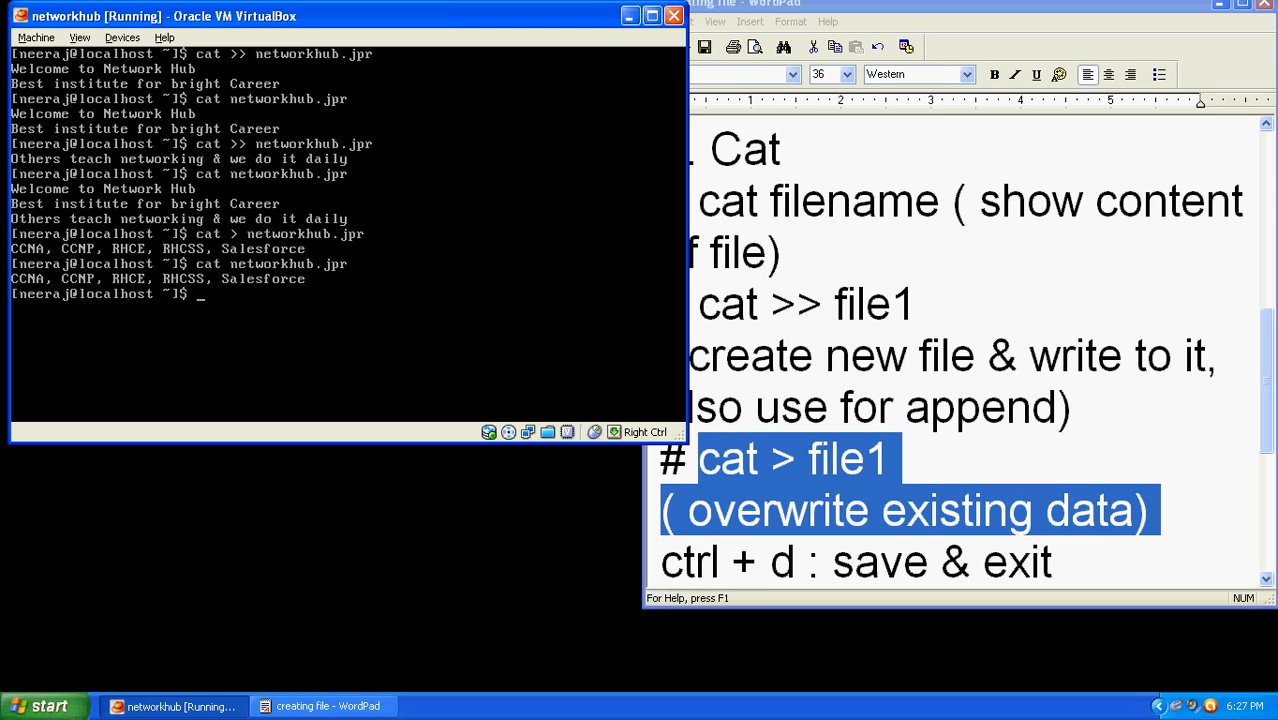 networkhub [Running] - Oracle VM VirtualBox
Machine View Devices Help
[neeraj@localhost ~]$ cat >> networkhub.jpr
Welcome to Network Hub
Best institute for bright Career
[neeraj@localhost ~]$ cat networkhub.jpr
Welcome to Network Hub
Best institute for bright Career
[neeraj@localhost ~]$ cat >> networkhub.jpr
Others teach networking & we do it daily
[neeraj@localhost ~]$ cat networkhub.jpr
Welcome to Network Hub
Best institute for bright Career
Others teach networking & we do it daily
[neeraj@localhost ~]$ cat > networkhub.jpr
CCNA, CCNP, RHCE, RHCSS, Salesforce
[neeraj@localhost ~]$ cat networkhub.jpr
CCNA, CCNP, RHCE, RHCSS, Salesforce
[neeraj@localhost ~]$ _
Right Ctrl
WordPad
View Insert Format Help
36 Western
B I U
1 2 3 4 5
. Cat
cat filename ( show content
f file)
cat >> file1
create new file & write to it,
lso use for append)
# cat > file1
( overwrite existing data)
ctrl + d : save & exit
For Help, press F1
NUM
start
networkhub [Running...
creating file - WordPad
6:27 PM